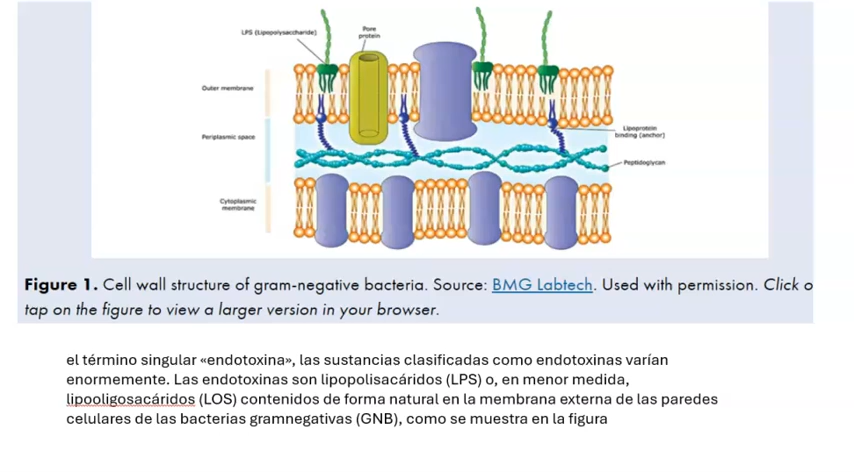 LPS (Lipopolysaccharide)
Pore
protein
Outer membrane
Periplasmic space
Lipoprotein
binding (anchor)
Peptidoglycan
Cytoplasmic
membrane
Figure 1. Cell wall structure of gram-negative bacteria. Source: BMG Labtech. Used with permission. Click o
tap on the figure to view a larger version in your browser.
el término singular «endotoxina», las sustancias clasificadas como endotoxinas varían
enormemente. Las endotoxinas son lipopolisacáridos (LPS) o, en menor medida,
lipooligosacáridos (LOS) contenidos de forma natural en la membrana externa de las paredes
celulares de las bacterias gramnegativas (GNB), como se muestra en la figura